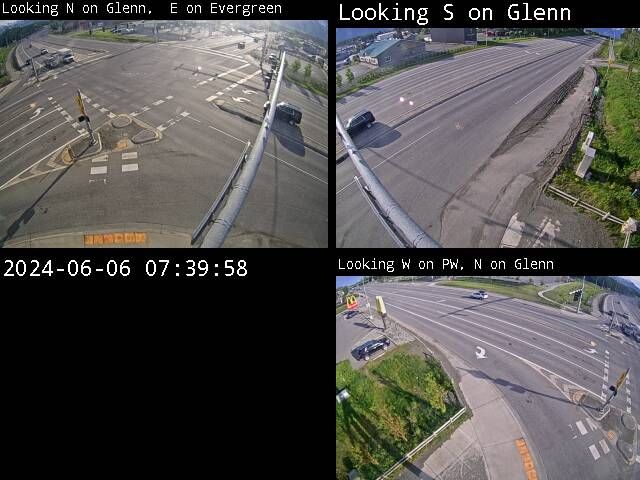 Looking N on Glenn,  E on Evergreen
Looking S on Glenn
2024-06-06 07:39:58
Looking W on PW, N on Glenn